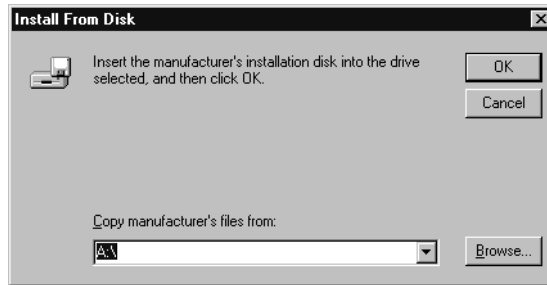 Install From Disk
Insert the manufacturer's installation disk into the drive
selected, and then click OK.
OK
Cancel
Copy manufacturer's files from:
A:\
Browse...